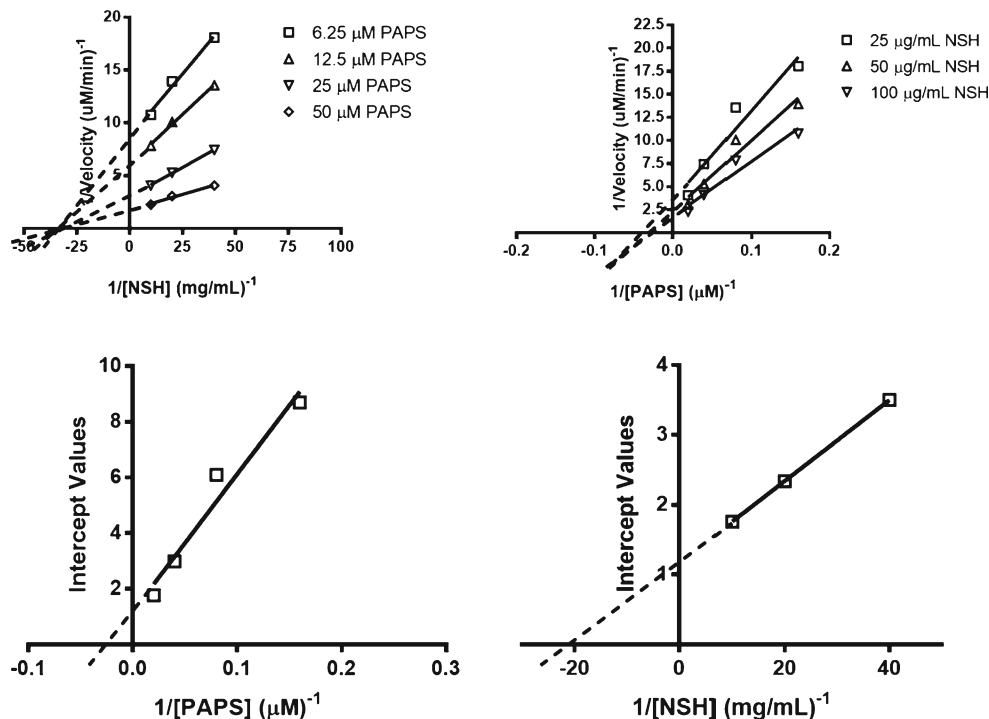 20
15
10
5
-50
-25
0
25
50
75
100
1/Velocity (uM/min)⁻¹
1/[NSH] (mg/mL)⁻¹
6.25 μM PAPS
12.5 μM PAPS
25 μM PAPS
50 μM PAPS
25.0
22.5
20.0
17.5
15.0
12.5
10.0
7.5
5.0
2.5
-0.2
-0.1
0.0
0.1
0.2
1/Velocity (uM/min)⁻¹
1/[PAPS] (μM)⁻¹
25 μg/mL NSH
50 μg/mL NSH
100 μg/mL NSH
10
8
6
4
2
-0.1
0.0
0.1
0.2
0.3
Intercept Values
1/[PAPS] (μM)⁻¹
4
3
2
1
-20
0
20
40
Intercept Values
1/[NSH] (mg/mL)⁻¹